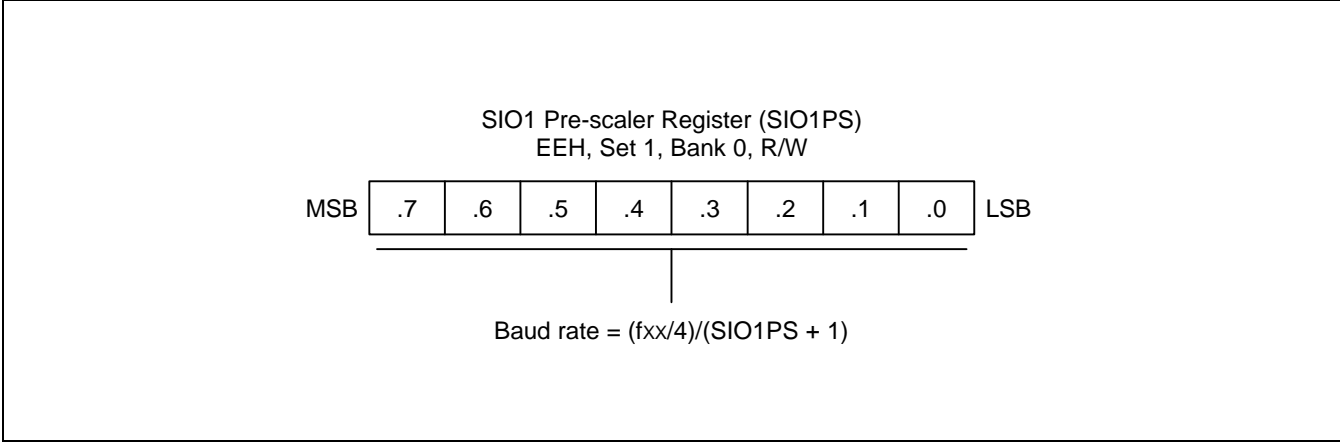 SIO1 Pre-scaler Register (SIO1PS)
EEH, Set 1, Bank 0, R/W
MSB .7 .6 .5 .4 .3 .2 .1 .0 LSB
Baud rate = (fxx/4)/(SIO1PS + 1)